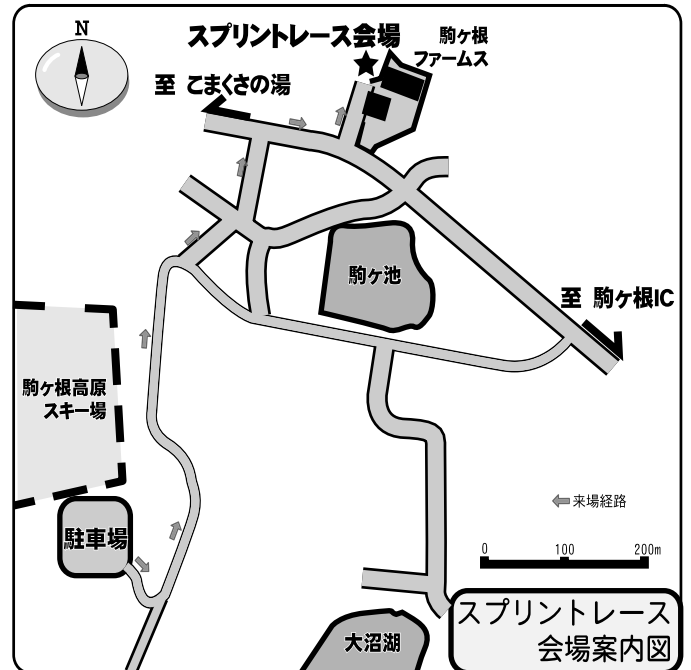 N
スプリントレース会場
駒ヶ根
ファームス
至 こまくさの湯
駒ヶ池
至 駒ヶ根IC
駒ヶ根高原
スキー場
来場経路
駐車場
0 100 200m
スプリントレース
会場案内図
大沼湖